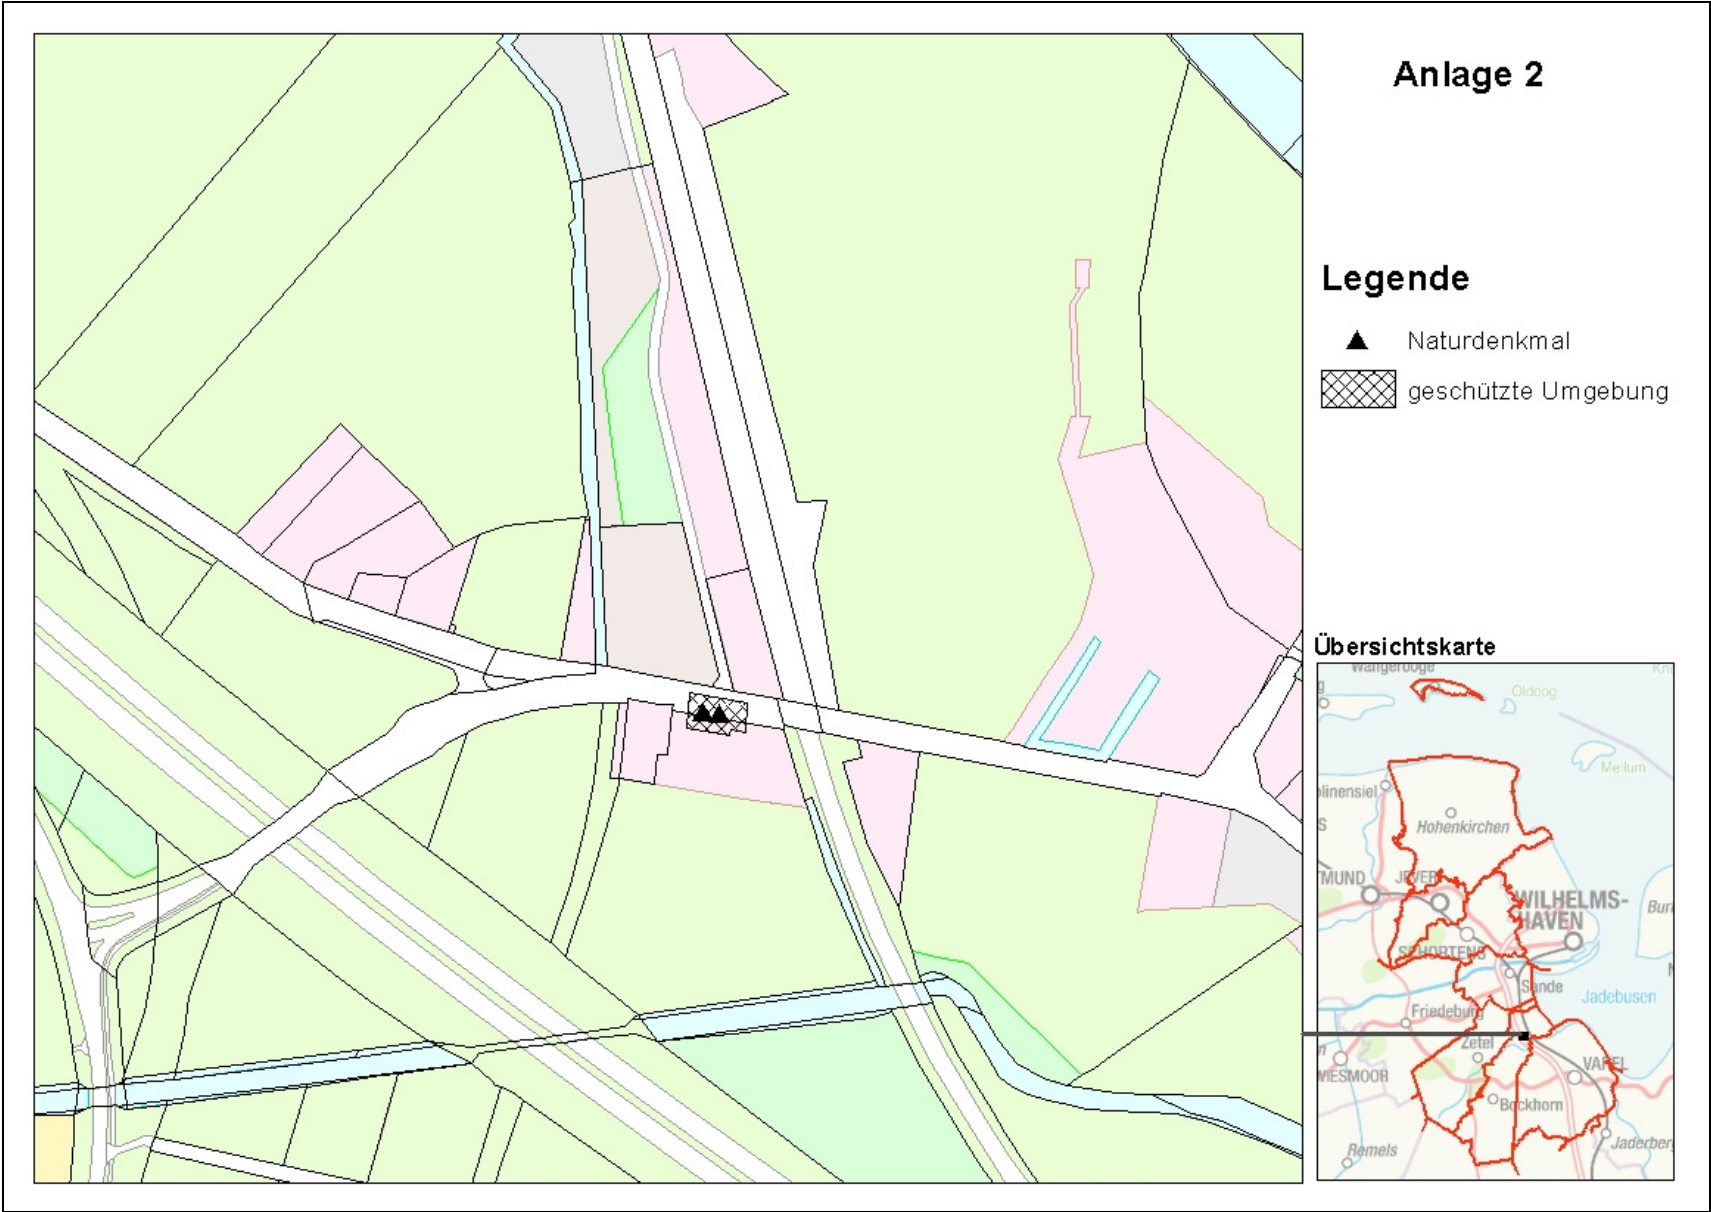 Anlage 2
Legende
Naturdenkmal
geschützte Umgebung
Übersichtskarte
Wangerooge
Oldoog
Mellum
Hohenkirchen
JEVER
WILHELMS-
HAVEN
SCHORTENS
Sande
Jadebusen
Friedeburg
Zetel
VAREL
Bockhorn
Remels